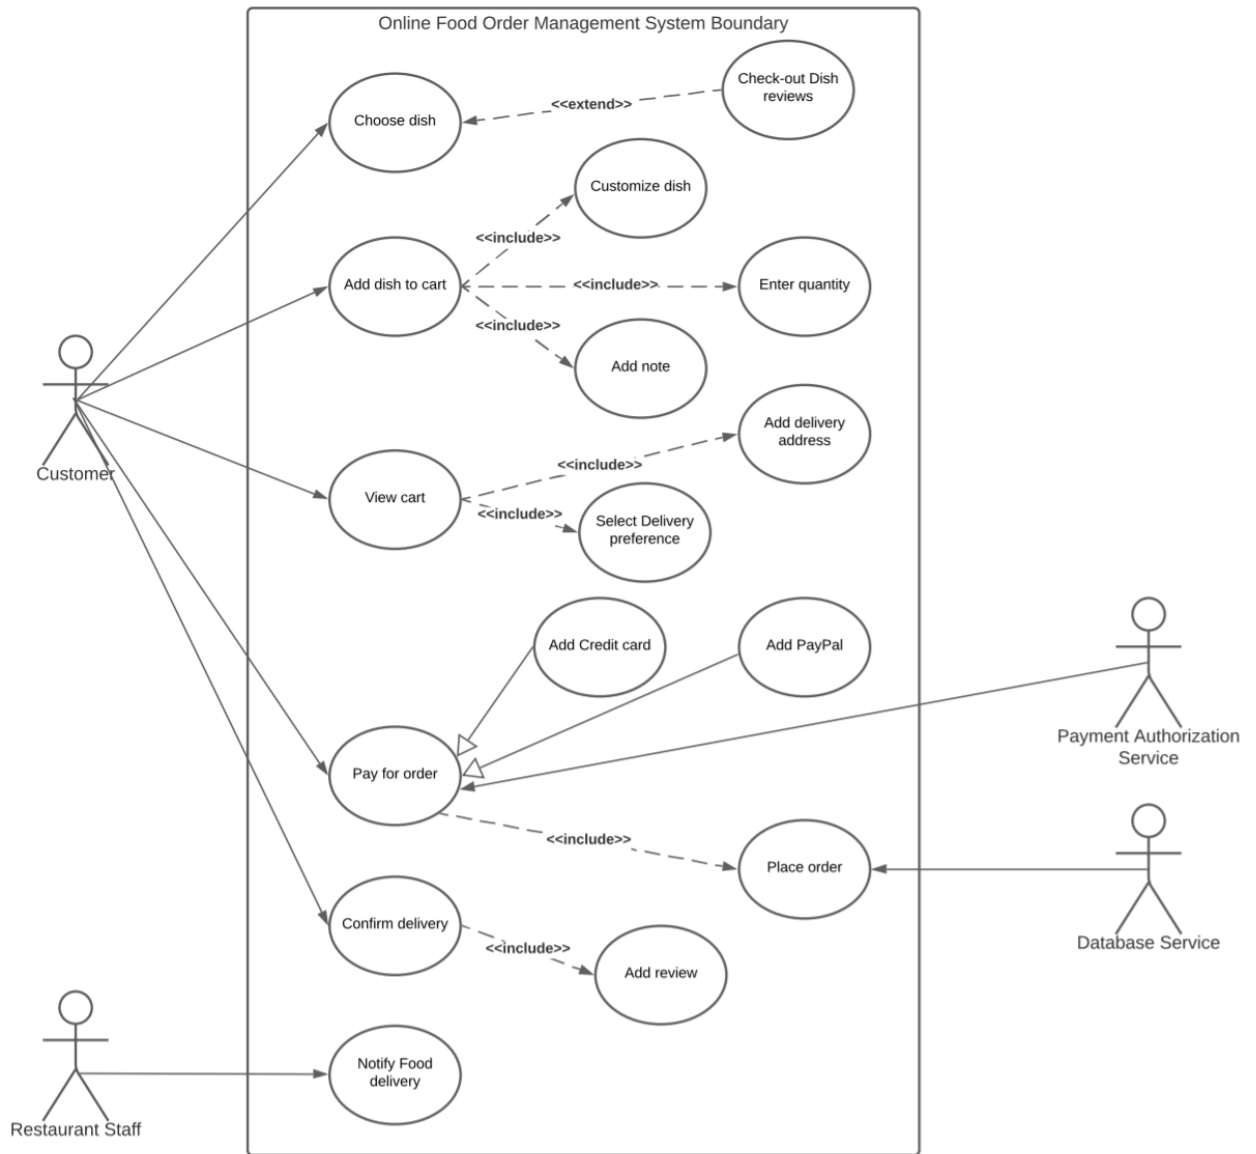 Online Food Order Management System Boundary
Check-out Dish
reviews
<<extend>>
Choose dish
Customize dish
<<include>>
Add dish to cart
<<include>>
Enter quantity
<<include>>
Add note
Add delivery
address
<<include>>
Customer
View cart
<<include>>
Select Delivery
preference
Add Credit card
Add PayPal
Payment Authorization
Service
Pay for order
<<include>>
Place order
Confirm delivery
<<include>>
Database Service
Add review
Notify Food
delivery
Restaurant Staff